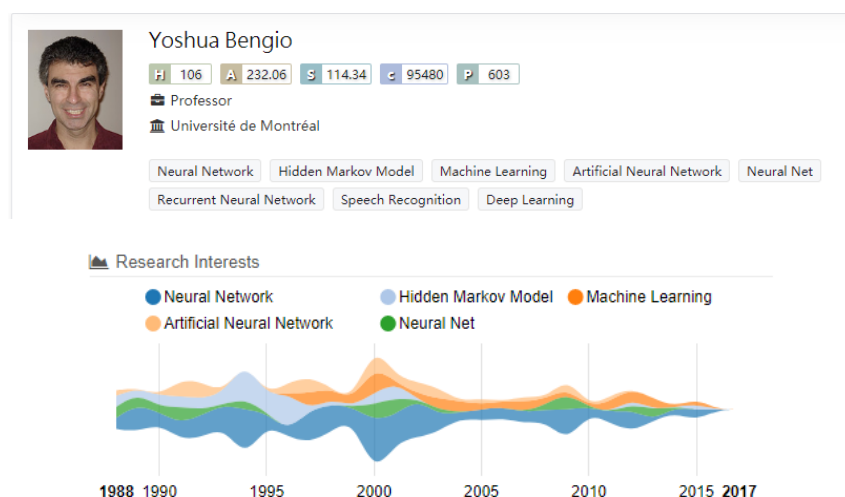 Yoshua Bengio
H 106 A 232.06 S 114.34 c 95480 P 603
Professor
Université de Montréal
Neural Network Hidden Markov Model Machine Learning Artificial Neural Network Neural Net
Recurrent Neural Network Speech Recognition Deep Learning
Research Interests
Neural Network Hidden Markov Model Machine Learning
Artificial Neural Network Neural Net
1988 1990 1995 2000 2005 2010 2015 2017